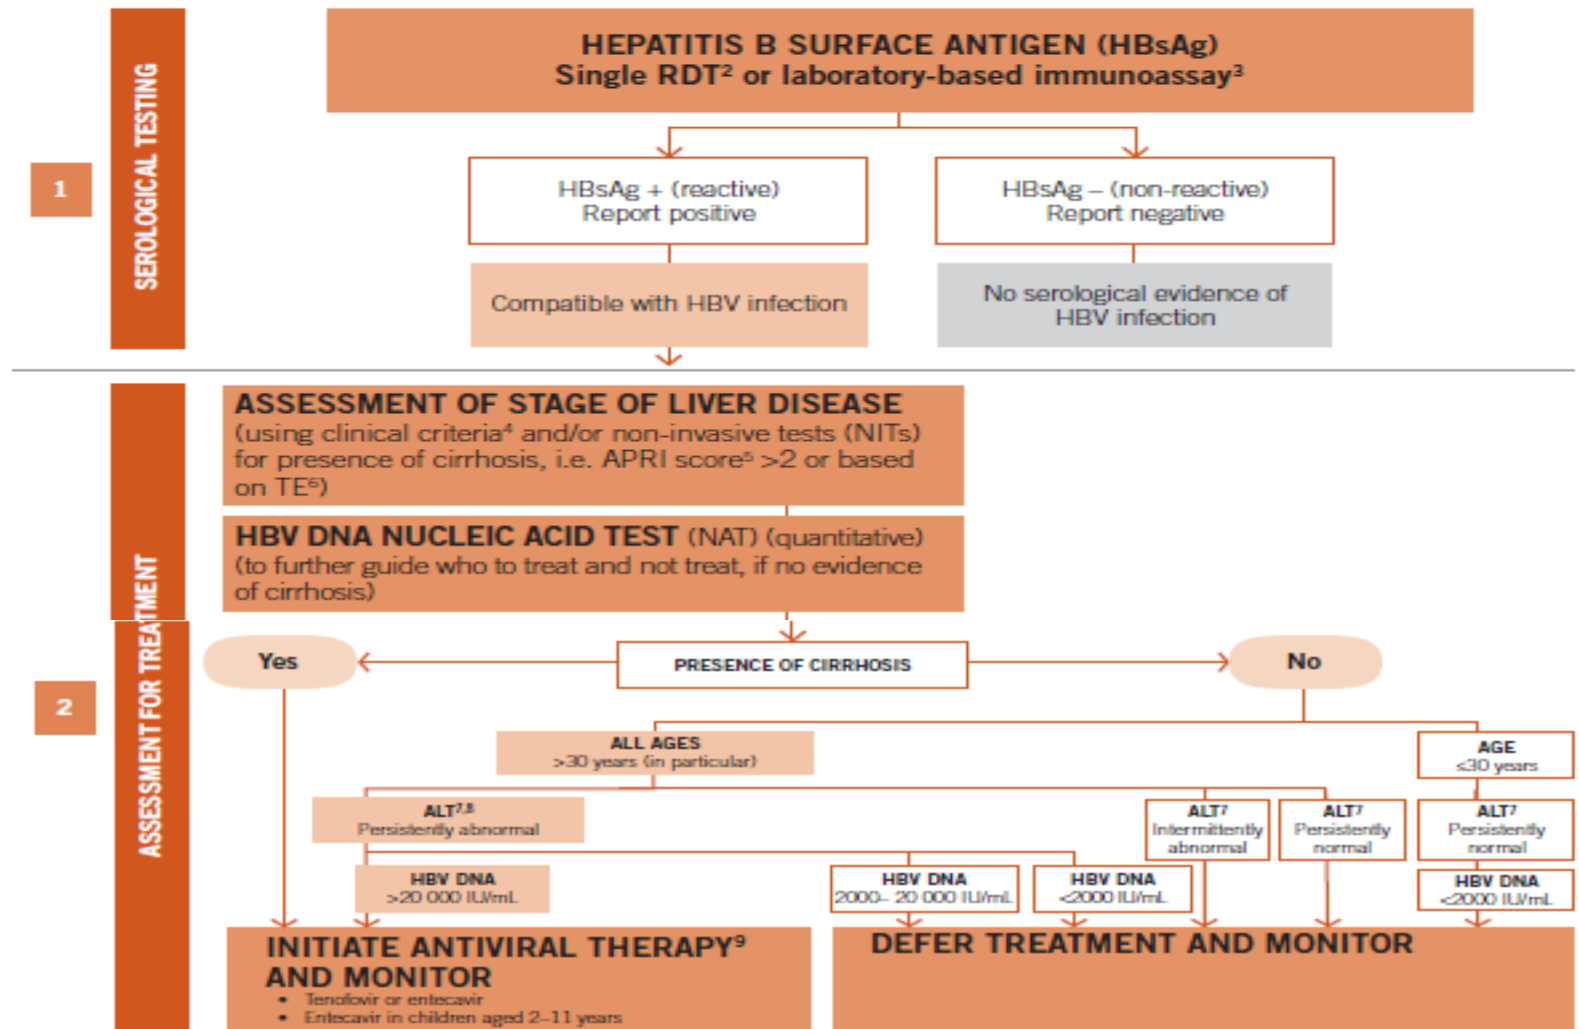 1
SEROLOGICAL TESTING
HEPATITIS B SURFACE ANTIGEN (HBsAg)
Single RDT² or laboratory-based immunoassay³
HBsAg + (reactive)
Report positive
HBsAg – (non-reactive)
Report negative
Compatible with HBV infection
No serological evidence of
HBV infection
2
ASSESSMENT FOR TREATMENT
ASSESSMENT OF STAGE OF LIVER DISEASE
(using clinical criteria⁴ and/or non-invasive tests (NITs)
for presence of cirrhosis, i.e. APRI score⁵ >2 or based
on TE⁶)
HBV DNA NUCLEIC ACID TEST (NAT) (quantitative)
(to further guide who to treat and not treat, if no evidence
of cirrhosis)
Yes
PRESENCE OF CIRRHOSIS
No
ALL AGES
>30 years (in particular)
AGE
≤30 years
ALT⁷,⁸
Persistently abnormal
ALT⁷
Intermittently
abnormal
ALT⁷
Persistently
normal
ALT⁷
Persistently
normal
HBV DNA
>20 000 IU/mL
HBV DNA
2000– 20 000 IU/mL
HBV DNA
<2000 IU/mL
HBV DNA
<2000 IU/mL
INITIATE ANTIVIRAL THERAPY⁹
AND MONITOR
• Tenofovir or entecavir
• Entecavir in children aged 2–11 years
DEFER TREATMENT AND MONITOR